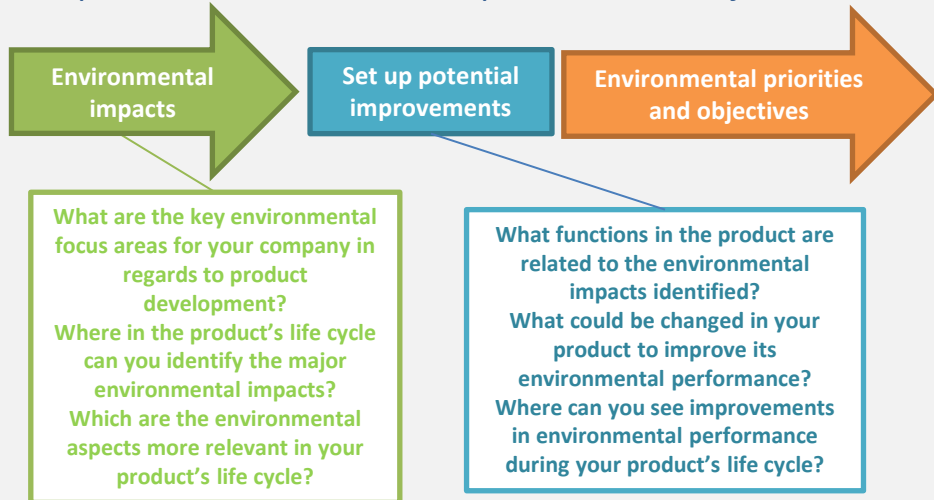 Environmental
impacts
Set up potential
improvements
Environmental priorities
and objectives
What are the key environmental
focus areas for your company in
regards to product
development?
Where in the product's life cycle
can you identify the major
environmental impacts?
Which are the environmental
aspects more relevant in your
product's life cycle?
What functions in the product are
related to the environmental
impacts identified?
What could be changed in your
product to improve its
environmental performance?
Where can you see improvements
in environmental performance
during your product's life cycle?